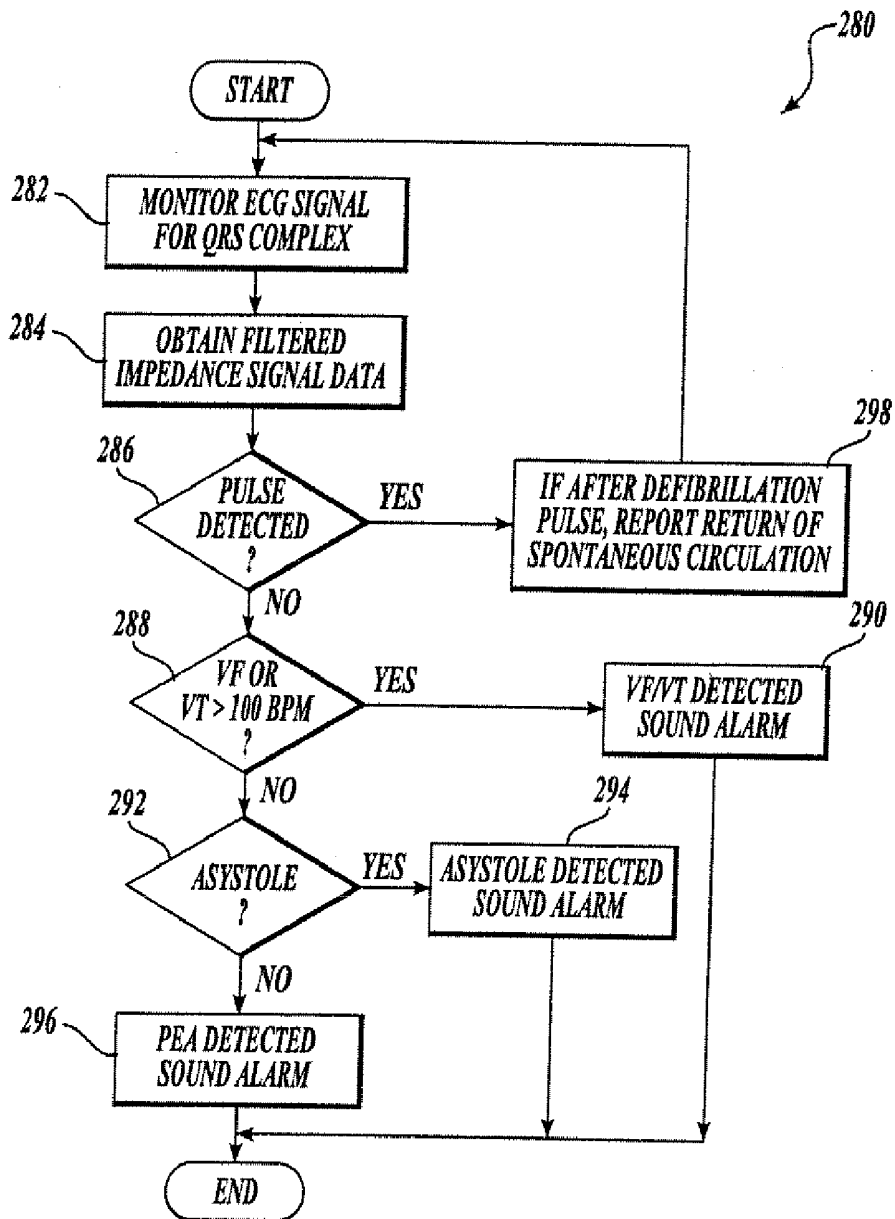 280
START
282
MONITOR ECG SIGNAL
FOR QRS COMPLEX
284
OBTAIN FILTERED
IMPEDANCE SIGNAL DATA
286
PULSE
DETECTED
?
YES
298
IF AFTER DEFIBRILLATION
PULSE, REPORT RETURN OF
SPONTANEOUS CIRCULATION
NO
288
VF OR
VT > 100 BPM
?
YES
290
VF/VT DETECTED
SOUND ALARM
NO
292
ASYSTOLE
?
YES
294
ASYSTOLE DETECTED
SOUND ALARM
NO
296
PEA DETECTED
SOUND ALARM
END